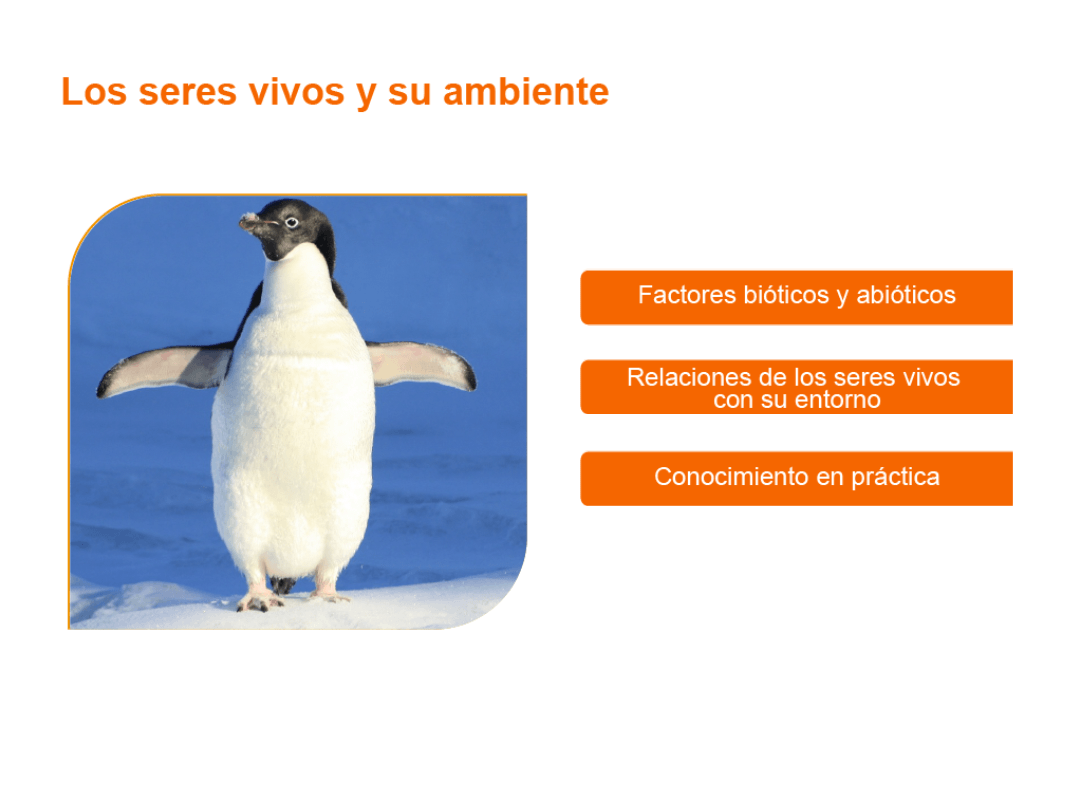 Los seres vivos y su ambiente
Factores bióticos y abióticos
Relaciones de los seres vivos
con su entorno
Conocimiento en práctica